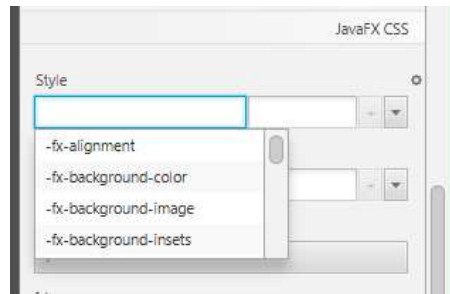 JavaFX CSS
Style
-fx-alignment
-fx-background-color
-fx-background-image
-fx-background-insets